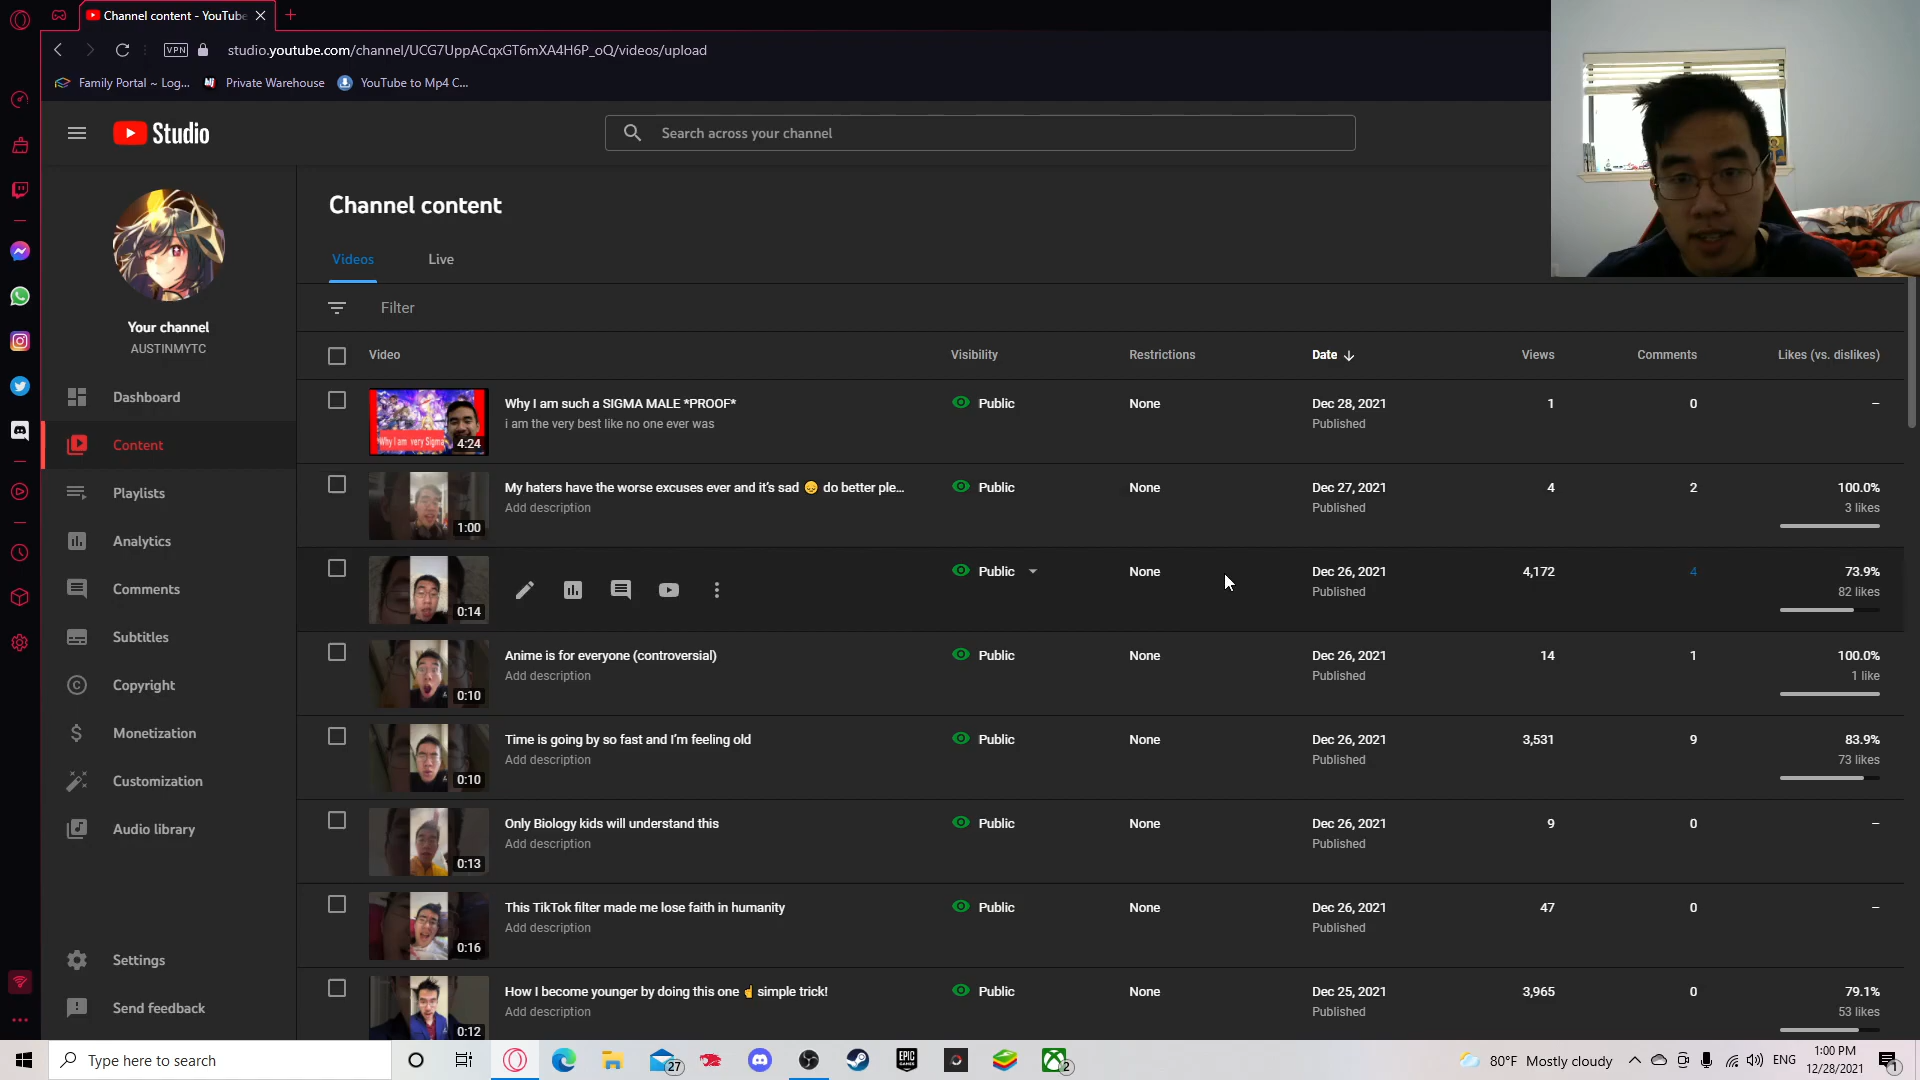 Channel content - YouTube
VPN
studio.youtube.com/channel/UCG7UppACqxGT6mXA4H6P_oQ/videos/upload
Family Portal ~ Log...
Private Warehouse
YouTube to Mp4 C...
Studio
Search across your channel
Your channel
AUSTINMYTC
Dashboard
Content
Playlists
Analytics
Comments
Subtitles
Copyright
Monetization
Customization
Audio library
Settings
Send feedback
Channel content
Videos
Live
Filter
Video
Visibility
Restrictions
Date
Views
Comments
Likes (vs. dislikes)
Why I am very Sigma
4:24
Why I am such a SIGMA MALE *PROOF*
i am the very best like no one ever was
Public
None
Dec 28, 2021
Published
1
0
–
1:00
My haters have the worse excuses ever and it's sad 😔 do better ple...
Add description
Public
None
Dec 27, 2021
Published
4
2
100.0%
3 likes
0:14
Public
None
Dec 26, 2021
Published
4,172
4
73.9%
82 likes
0:10
Anime is for everyone (controversial)
Add description
Public
None
Dec 26, 2021
Published
14
1
100.0%
1 like
0:10
Time is going by so fast and I'm feeling old
Add description
Public
None
Dec 26, 2021
Published
3,531
9
83.9%
73 likes
0:13
Only Biology kids will understand this
Add description
Public
None
Dec 26, 2021
Published
9
0
–
0:16
This TikTok filter made me lose faith in humanity
Add description
Public
None
Dec 26, 2021
Published
47
0
–
0:12
How I become younger by doing this one ☝ simple trick!
Add description
Public
None
Dec 25, 2021
Published
3,965
0
79.1%
53 likes
Type here to search
27
EPIC GAMES
2
80°F Mostly cloudy
ENG
1:00 PM
12/28/2021
1